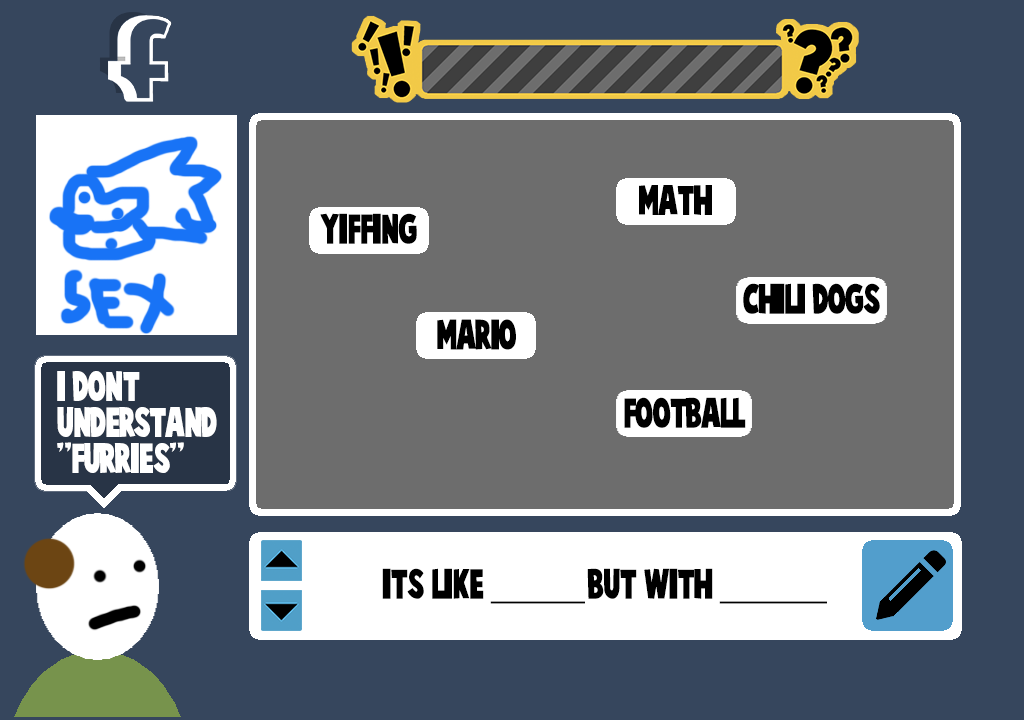 SEX
I DONT
UNDERSTAND
"FURRIES"
YIFFING
MATH
CHILI DOGS
MARIO
FOOTBALL
ITS LIKE ______ BUT WITH ______